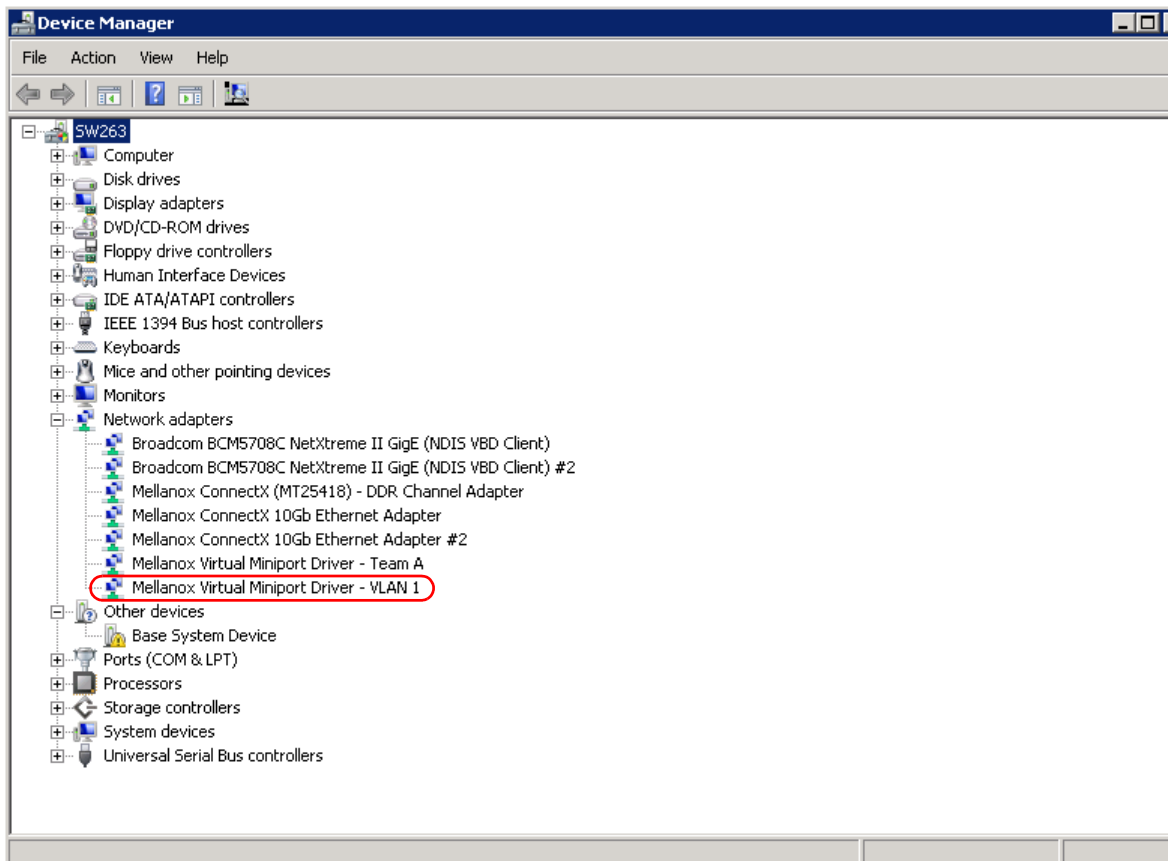 Device Manager
File Action View Help
SW263
Computer
Disk drives
Display adapters
DVD/CD-ROM drives
Floppy drive controllers
Human Interface Devices
IDE ATA/ATAPI controllers
IEEE 1394 Bus host controllers
Keyboards
Mice and other pointing devices
Monitors
Network adapters
Broadcom BCM5708C NetXtreme II GigE (NDIS VBD Client)
Broadcom BCM5708C NetXtreme II GigE (NDIS VBD Client) #2
Mellanox ConnectX (MT25418) - DDR Channel Adapter
Mellanox ConnectX 10Gb Ethernet Adapter
Mellanox ConnectX 10Gb Ethernet Adapter #2
Mellanox Virtual Miniport Driver - Team A
Mellanox Virtual Miniport Driver - VLAN 1
Other devices
Base System Device
Ports (COM & LPT)
Processors
Storage controllers
System devices
Universal Serial Bus controllers